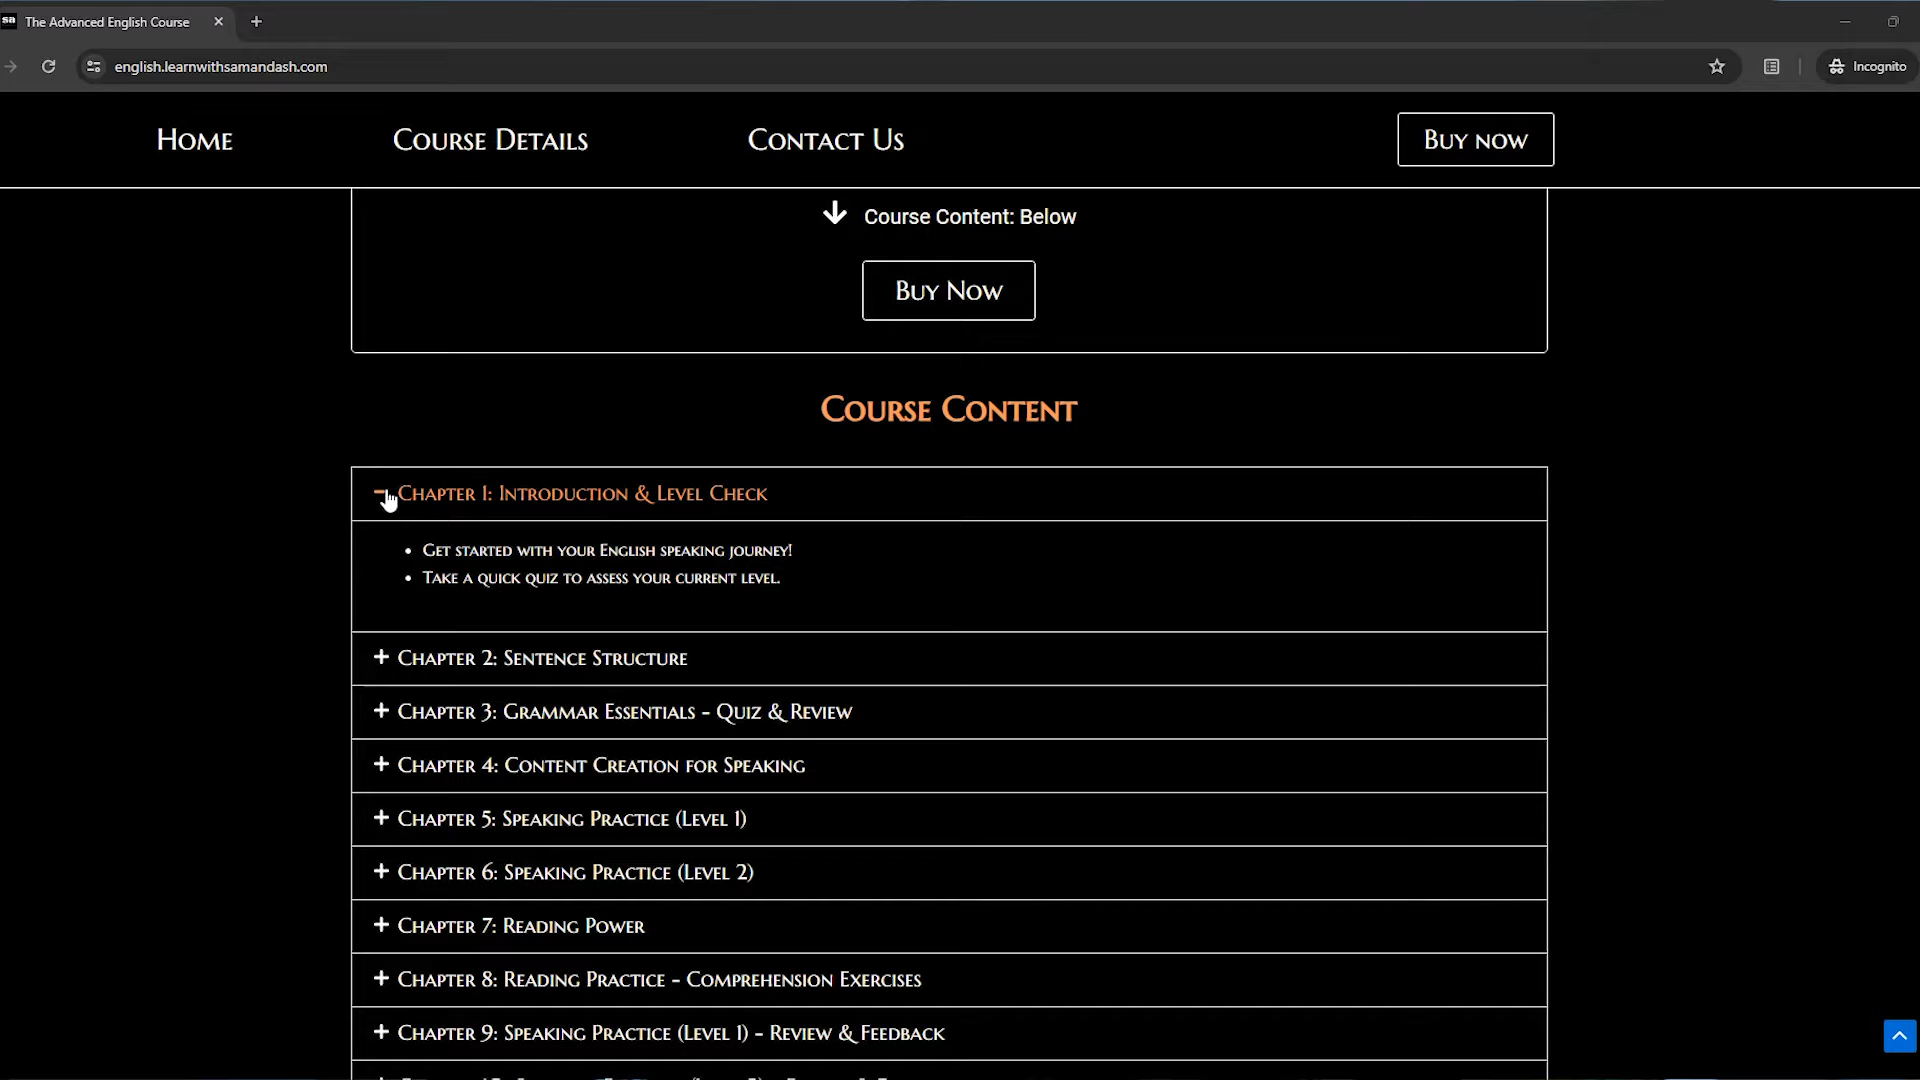 sa The Advanced English Course
english.learnwithsamandash.com
Incognito
Home Course Details Contact Us Buy now
Course Content: Below
Buy Now
Course Content
Chapter 1: Introduction & Level Check
Get started with your English speaking journey!
Take a quick quiz to assess your current level.
Chapter 2: Sentence Structure
Chapter 3: Grammar Essentials - Quiz & Review
Chapter 4: Content Creation for Speaking
Chapter 5: Speaking Practice (Level 1)
Chapter 6: Speaking Practice (Level 2)
Chapter 7: Reading Power
Chapter 8: Reading Practice - Comprehension Exercises
Chapter 9: Speaking Practice (Level 1) - Review & Feedback